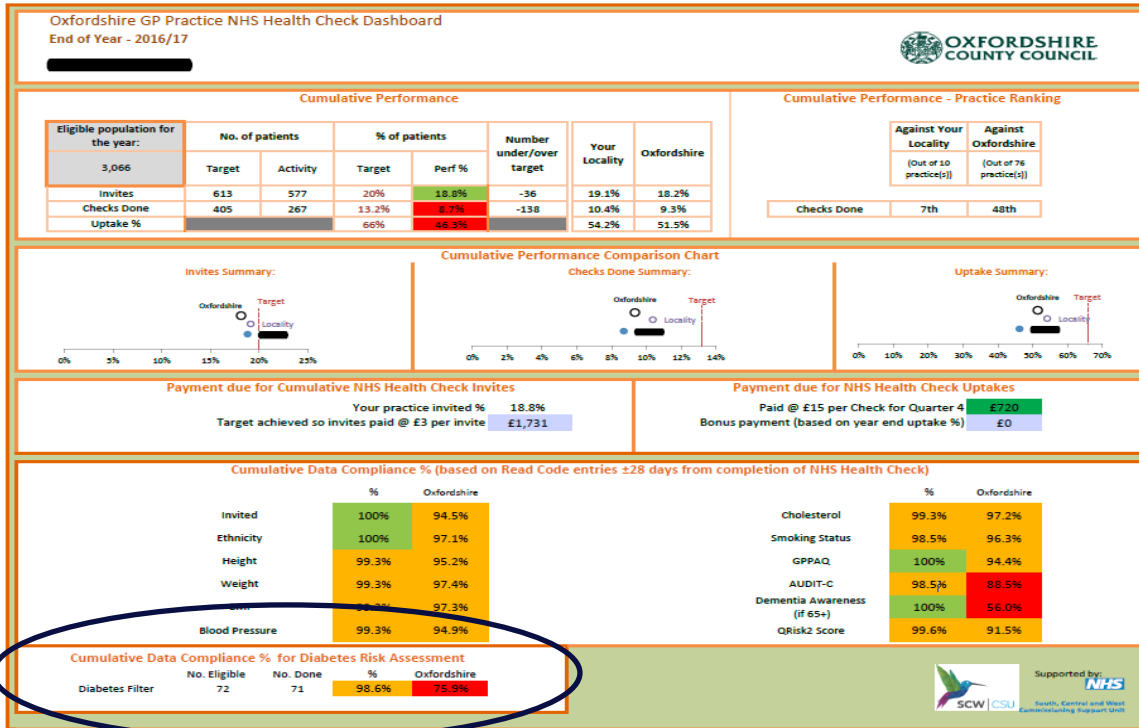 Oxfordshire GP Practice NHS Health Check Dashboard
End of Year - 2016/17
OXFORDSHIRE
COUNTY COUNCIL
Cumulative Performance
Eligible population for the year: No. of patients % of patients Number under/over target Your Locality Oxfordshire
3,066 Target Activity Target Perf %
Invites 613 577 20% 18.8% -36 19.1% 18.2%
Checks Done 405 267 13.2% 8.7% -138 10.4% 9.3%
Uptake % 66% 46.3% 54.2% 51.5%
Cumulative Performance - Practice Ranking
Against Your Locality Against Oxfordshire
(Out of 10 practice(s)) (Out of 76 practice(s))
Checks Done 7th 48th
Cumulative Performance Comparison Chart
Invites Summary:
Oxfordshire Target
Locality
0% 5% 10% 15% 20% 25%
Checks Done Summary:
Oxfordshire Target
Locality
0% 2% 4% 6% 8% 10% 12% 14%
Uptake Summary:
Oxfordshire Target
Locality
0% 10% 20% 30% 40% 50% 60% 70%
Payment due for Cumulative NHS Health Check Invites
Your practice invited % 18.8%
Target achieved so invites paid @ £3 per invite £1,731
Payment due for NHS Health Check Uptakes
Paid @ £15 per Check for Quarter 4 £720
Bonus payment (based on year end uptake %) £0
Cumulative Data Compliance % (based on Read Code entries ±28 days from completion of NHS Health Check)
% Oxfordshire
Invited 100% 94.5%
Ethnicity 100% 97.1%
Height 99.3% 95.2%
Weight 99.3% 97.4%
97.3%
Blood Pressure 99.3% 94.9%
% Oxfordshire
Cholesterol 99.3% 97.2%
Smoking Status 98.5% 96.3%
GPPAQ 100% 94.4%
AUDIT-C 98.5% 88.5%
Dementia Awareness
(if 65+) 100% 56.0%
QRisk2 Score 99.6% 91.5%
Cumulative Data Compliance % for Diabetes Risk Assessment
No. Eligible No. Done % Oxfordshire
Diabetes Filter 72 71 98.6% 75.9%
SCW CSU
Supported by:
NHS
South, Central and West
Commissioning Support Unit